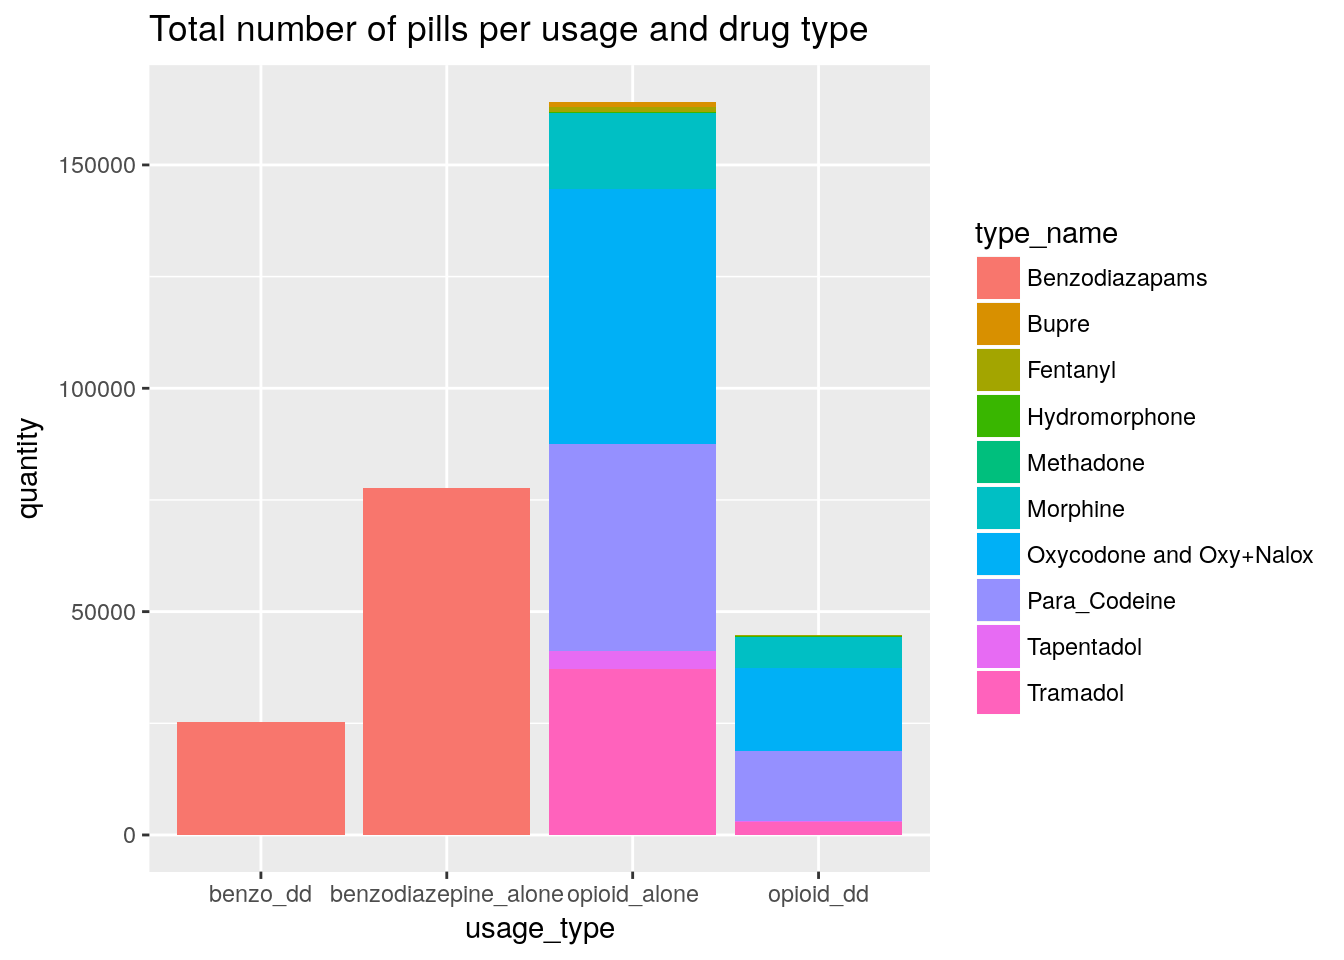 Total number of pills per usage and drug type
quantity
150000
100000
50000
0
benzo_dd
benzodiazepine_alone
opioid_alone
opioid_dd
usage_type
type_name
Benzodiazapams
Bupre
Fentanyl
Hydromorphone
Methadone
Morphine
Oxycodone and Oxy+Nalox
Para_Codeine
Tapentadol
Tramadol